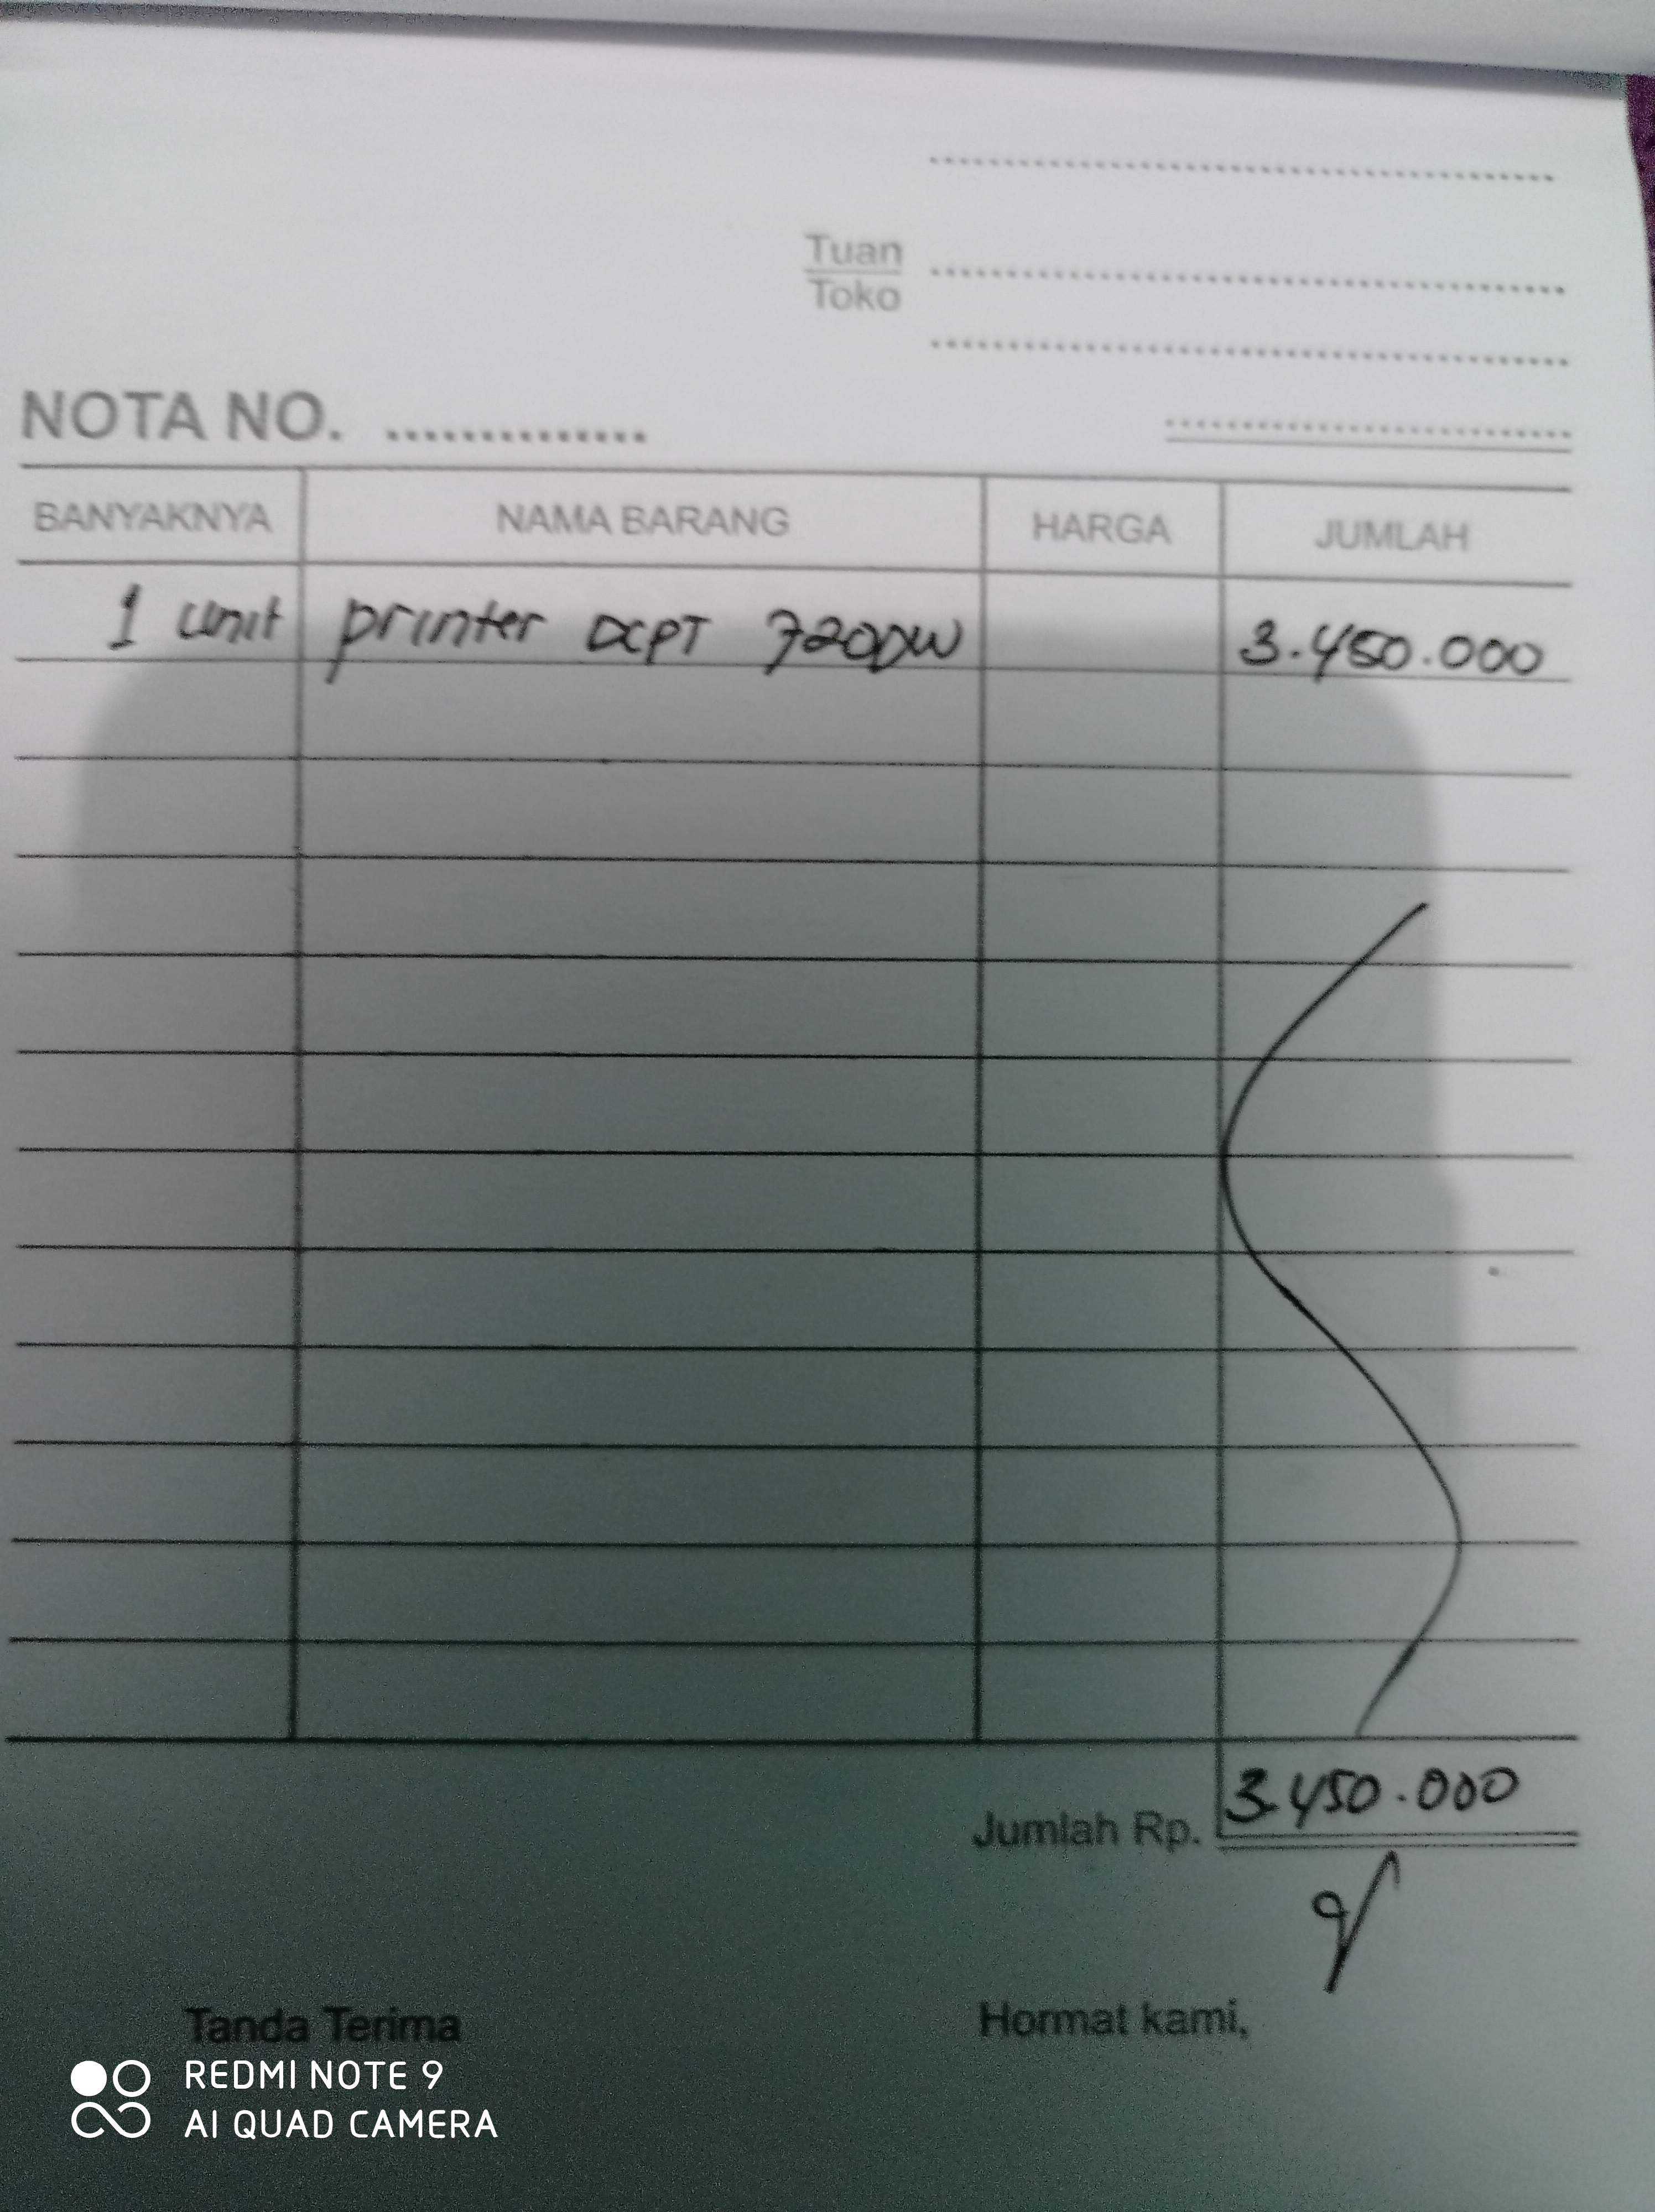 Tuan
Toko
NOTA NO. ..............
BANYAKNYA NAMA BARANG HARGA JUMLAH
1 unit printer DCPT 720DW 3.450.000
Jumlah Rp. 3.450.000
Tanda Terima Hormat kami,
REDMI NOTE 9
AI QUAD CAMERA